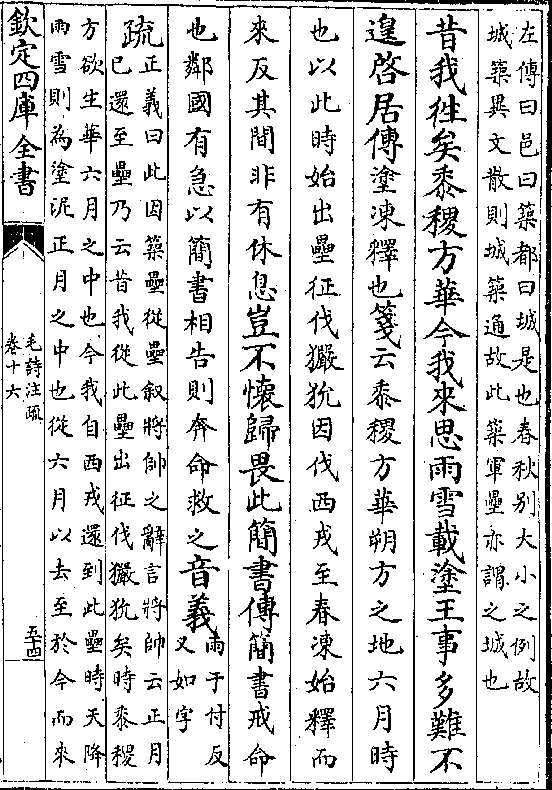 左傳曰邑曰築都曰城是也春秋別大小之例故
城築異文散則城築通故此築軍壘亦謂之城也
昔我徃矣黍稷方華今我來思雨雪載塗王事多難不
遑啓居傳塗凍釋也箋云黍稷方華朔方之地六月時
也以此時始出壘征伐玁狁因伐西戎至春凍始釋而
來反其間非有休息豈不懷歸畏此簡書傳簡書戒命
也鄰國有急以簡書相告則奔命救之音義雨于付反
又如字
疏正義曰此因築壘從壘叙將帥之辭言將帥云正月
已還至壘乃云昔我從此壘出征伐玁狁矣時黍稷
方欲生華六月之中也今我自西戎還到此壘時天降
雨雪則為塗泥正月之中也從六月以去至於今而來
欽定四庫全書
毛詩注疏
卷十六
五十四